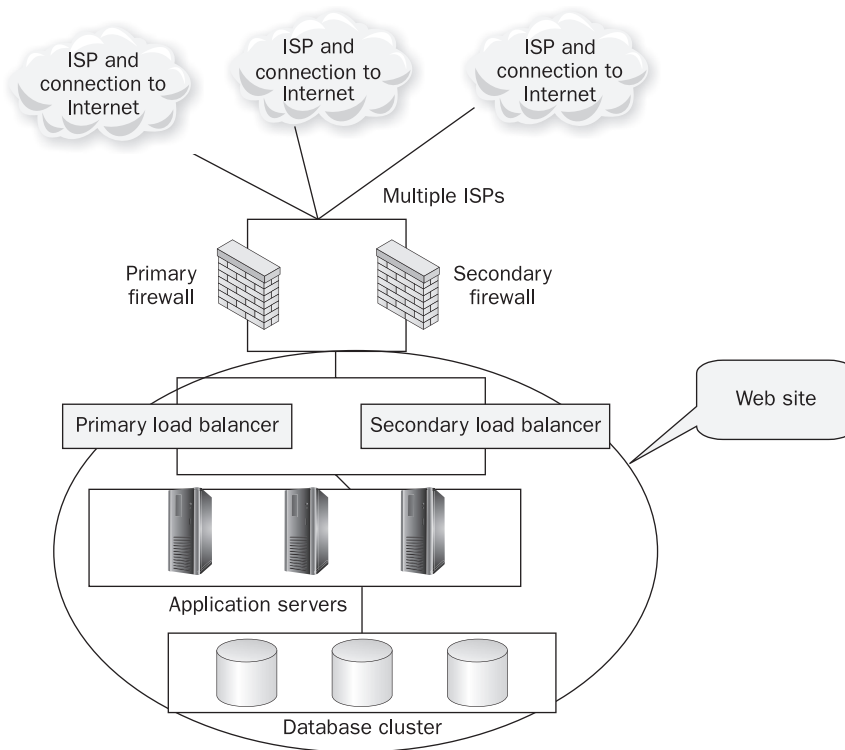 ISP and
connection to
Internet
ISP and
connection to
Internet
ISP and
connection to
Internet
Multiple ISPs
Primary
firewall
Secondary
firewall
Web site
Primary load balancer
Secondary load balancer
Application servers
Database cluster